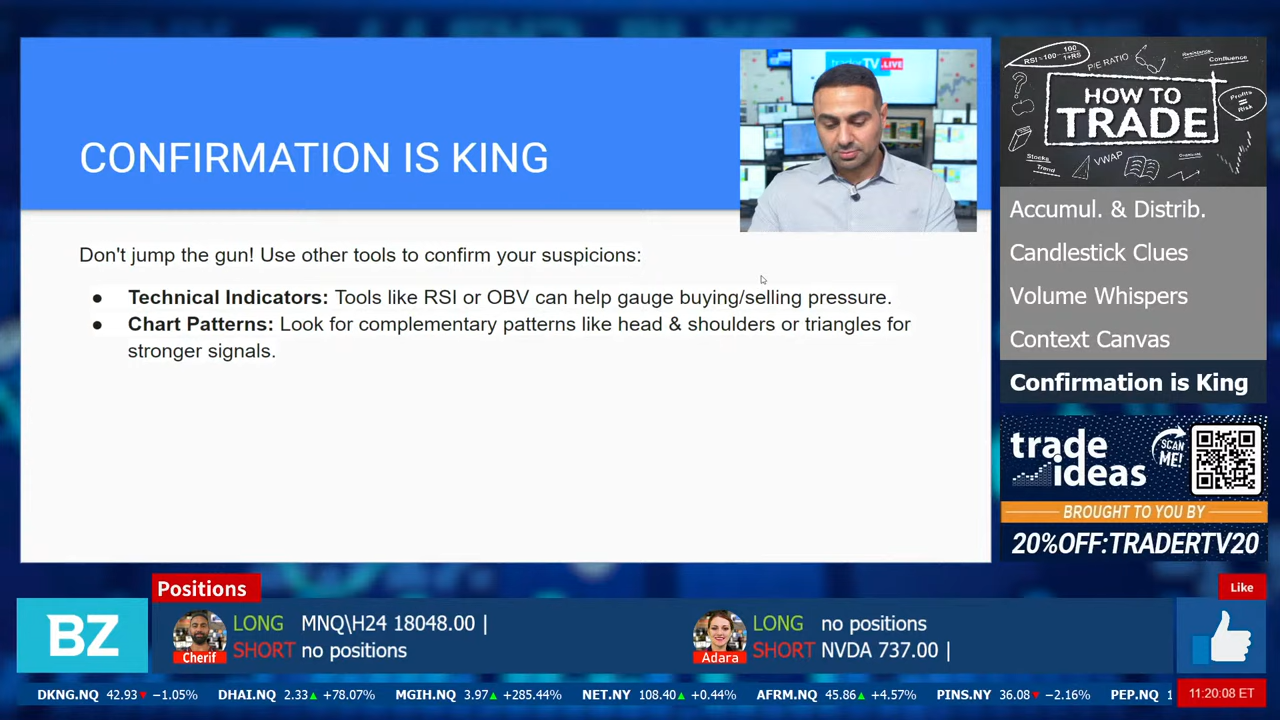 CONFIRMATION IS KING
Don't jump the gun! Use other tools to confirm your suspicions:
● Technical Indicators: Tools like RSI or OBV can help gauge buying/selling pressure.
● Chart Patterns: Look for complementary patterns like head & shoulders or triangles for
stronger signals.
TV.LIVE
RSI=100-
100
1+RS
P/E RATIO
Resistance
Confluence
HOW TO
TRADE
Profits
=
Risk
Stocks
Trend
VWAP
Accumul. & Distrib.
Candlestick Clues
Volume Whispers
Context Canvas
Confirmation is King
trade
ideas
SCAN
ME!
BROUGHT TO YOU BY
20%OFF:TRADERTV20
Positions
Like
BZ
Cherif
LONG MNQ\H24 18048.00 |
SHORT no positions
Adara
LONG no positions
SHORT NVDA 737.00 |
DKNG.NQ 42.93 ▼ −1.05% DHAI.NQ 2.33 ▲ +78.07% MGIH.NQ 3.97 ▲ +285.44% NET.NY 108.40 ▲ +0.44% AFRM.NQ 45.86 ▲ +4.57% PINS.NY 36.08 ▼ −2.16% PEP.NQ 1
11:20:08 ET